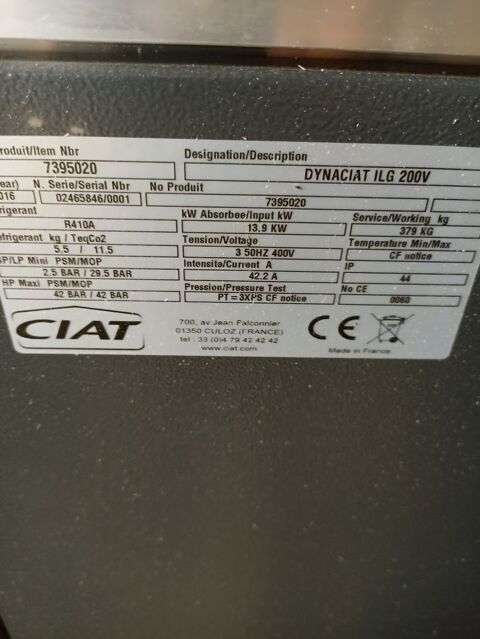 roduit/Item Nbr Designation/Description
7395020 DYNACIAT ILG 200V
ear) N. Serie/Serial Nbr No Produit
016 02465846/0001 7395020
frigerant kW Absorbee/Input kW Service/Working kg
R410A 13.9 KW 379 KG
efrigerant kg / TeqCo2 Tension/Voltage Temperature Min/Max
5.5 / 11.5 3 50HZ 400V CF notice
SP/LP Mini PSM/MOP Intensite/Current A IP
2.5 BAR / 29.5 BAR 42.2 A 44
HP Maxi PSM/MOP Pression/Pressure Test No CE
42 BAR / 42 BAR PT=3XPS CF notice 0060
CIAT
700, av Jean Falconnier
01350 CULOZ (FRANCE)
tel : 33 (0)4 79 42 42 42
www.ciat.com
CE
Made in France